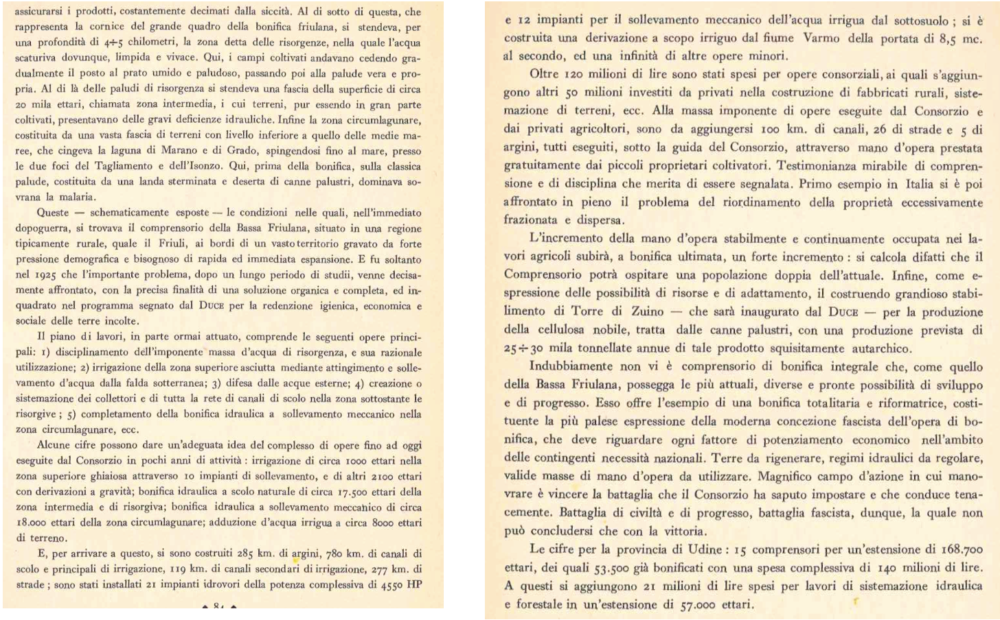 assicurarsi i prodotti, costantemente decimati dalla siccità. Al di sotto di questa, che
rappresenta la cornice del grande quadro della bonifica friulana, si stendeva, per
una profondità di 4÷5 chilometri, la zona detta delle risorgenze, nella quale l'acqua
scaturiva dovunque, limpida e vivace. Qui, i campi coltivati andavano cedendo gra-
dualmente il posto al prato umido e paludoso, passando poi alla palude vera e pro-
pria. Al di là delle paludi di risorgenza si stendeva una fascia della superficie di circa
20 mila ettari, chiamata zona intermedia, i cui terreni, pur essendo in gran parte
coltivati, presentavano delle gravi deficienze idrauliche. Infine la zona circumlagunare,
costituita da una vasta fascia di terreni con livello inferiore a quello delle medie ma-
ree, che cingeva la laguna di Marano e di Grado, spingendosi fino al mare, presso
le due foci del Tagliamento e dell'Isonzo. Qui, prima della bonifica, sulla classica
palude, costituita da una landa sterminata e deserta di canne palustri, dominava so-
vrana la malaria.
Queste — schematicamente esposte — le condizioni nelle quali, nell'immediato
dopoguerra, si trovava il comprensorio della Bassa Friulana, situato in una regione
tipicamente rurale, quale il Friuli, ai bordi di un vasto territorio gravato da forte
pressione demografica e bisognoso di rapida ed immediata espansione. E fu soltanto
nel 1925 che l'importante problema, dopo un lungo periodo di studii, venne decisa-
mente affrontato, con la precisa finalità di una soluzione organica e completa, ed in-
quadrato nel programma segnato dal DUCE per la redenzione igienica, economica e
sociale delle terre incolte.
Il piano di lavori, in parte ormai attuato, comprende le seguenti opere princi-
pali: 1) disciplinamento dell'imponente massa d'acqua di risorgenza, e sua razionale
utilizzazione; 2) irrigazione della zona superiore asciutta mediante attingimento e solle-
vamento d'acqua dalla falda sotterranea; 3) difesa dalle acque esterne; 4) creazione o
sistemazione dei collettori e di tutta la rete di canali di scolo nella zona sottostante le
risorgive ; 5) completamento della bonifica idraulica a sollevamento meccanico nella
zona circumlagunare, ecc.
Alcune cifre possono dare un'adeguata idea del complesso di opere fino ad oggi
eseguite dal Consorzio in pochi anni di attività : irrigazione di circa 1000 ettari nella
zona superiore ghiaiosa attraverso 10 impianti di sollevamento, e di altri 2100 ettari
con derivazioni a gravità; bonifica idraulica a scolo naturale di circa 17.500 ettari della
zona intermedia e di risorgiva; bonifica idraulica a sollevamento meccanico di circa
18.000 ettari della zona circumlagunare; adduzione d'acqua irrigua a circa 8000 ettari
di terreno.
E, per arrivare a questo, si sono costruiti 285 km. di argini, 780 km. di canali di
scolo e principali di irrigazione, 119 km. di canali secondari di irrigazione, 277 km. di
strade ; sono stati installati 21 impianti idrovori della potenza complessiva di 4550 HP
84
e 12 impianti per il sollevamento meccanico dell'acqua irrigua dal sottosuolo ; si è
costruita una derivazione a scopo irriguo dal fiume Varmo della portata di 8,5 mc.
al secondo, ed una infinità di altre opere minori.
Oltre 120 milioni di lire sono stati spesi per opere consorziali, ai quali s'aggiun-
gono altri 50 milioni investiti da privati nella costruzione di fabbricati rurali, siste-
mazione di terreni, ecc. Alla massa imponente di opere eseguite dal Consorzio e
dai privati agricoltori, sono da aggiungersi 100 km. di canali, 26 di strade e 5 di
argini, tutti eseguiti, sotto la guida del Consorzio, attraverso mano d'opera prestata
gratuitamente dai piccoli proprietari coltivatori. Testimonianza mirabile di compren-
sione e di disciplina che merita di essere segnalata. Primo esempio in Italia si è poi
affrontato in pieno il problema del riordinamento della proprietà eccessivamente
frazionata e dispersa.
L'incremento della mano d'opera stabilmente e continuamente occupata nei la-
vori agricoli subirà, a bonifica ultimata, un forte incremento : si calcola difatti che il
Comprensorio potrà ospitare una popolazione doppia dell'attuale. Infine, come e-
spressione delle possibilità di risorse e di adattamento, il costruendo grandioso stabi-
limento di Torre di Zuino — che sarà inaugurato dal DUCE — per la produzione
della cellulosa nobile, tratta dalle canne palustri, con una produzione prevista di
25÷30 mila tonnellate annue di tale prodotto squisitamente autarchico.
Indubbiamente non vi è comprensorio di bonifica integrale che, come quello
della Bassa Friulana, possegga le più attuali, diverse e pronte possibilità di sviluppo
e di progresso. Esso offre l'esempio di una bonifica totalitaria e riformatrice, costi-
tuente la più palese espressione della moderna concezione fascista dell'opera di bo-
nifica, che deve riguardare ogni fattore di potenziamento economico nell'ambito
delle contingenti necessità nazionali. Terre da rigenerare, regimi idraulici da regolare,
valide masse di mano d'opera da utilizzare. Magnifico campo d'azione in cui mano-
vrare è vincere la battaglia che il Consorzio ha saputo impostare e che conduce tena-
cemente. Battaglia di civiltà e di progresso, battaglia fascista, dunque, la quale non
può concludersi che con la vittoria.
Le cifre per la provincia di Udine : 15 comprensori per un'estensione di 168.700
ettari, dei quali 53.500 già bonificati con una spesa complessiva di 140 milioni di lire.
A questi si aggiungono 21 milioni di lire spesi per lavori di sistemazione idraulica
e forestale in un'estensione di 57.000 ettari.